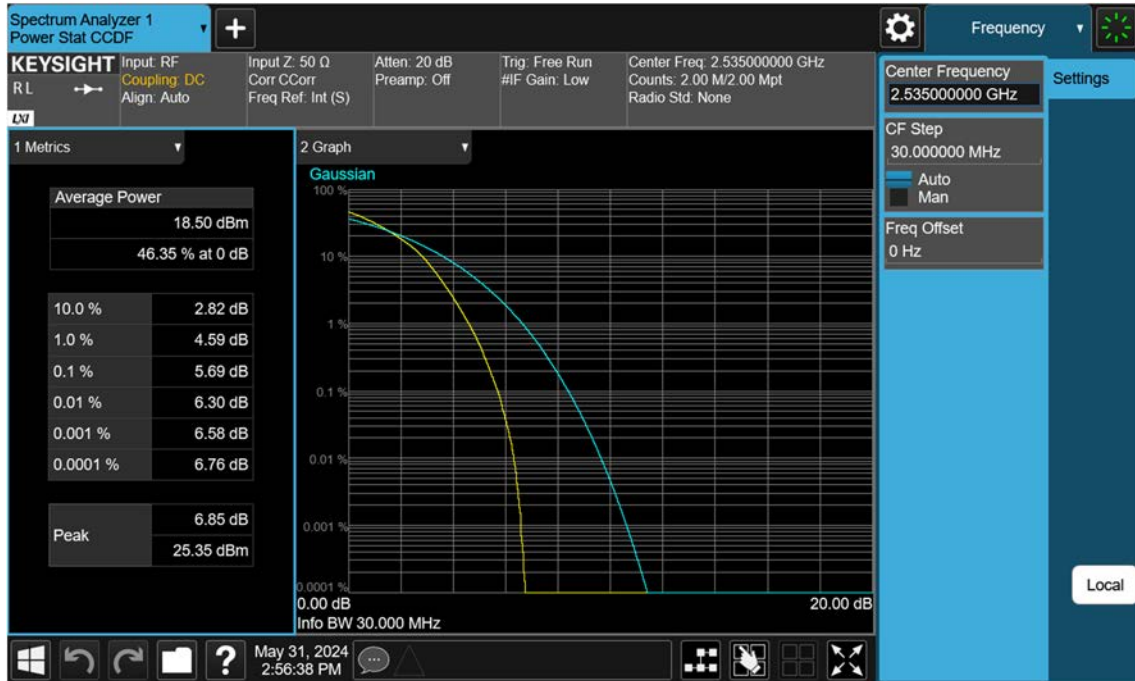 Spectrum Analyzer 1
Power Stat CCDF
Frequency
KEYSIGHT
R L
LXI
Input: RF
Coupling: DC
Align: Auto
Input Z: 50 Ω
Corr CCorr
Freq Ref: Int (S)
Atten: 20 dB
Preamp: Off
Trig: Free Run
#IF Gain: Low
Center Freq: 2.535000000 GHz
Counts: 2.00 M/2.00 Mpt
Radio Std: None
Center Frequency
2.535000000 GHz
Settings
CF Step
30.000000 MHz
Auto
Man
Freq Offset
0 Hz
Local
1 Metrics
Average Power
18.50 dBm
46.35 % at 0 dB
10.0 % 2.82 dB
1.0 % 4.59 dB
0.1 % 5.69 dB
0.01 % 6.30 dB
0.001 % 6.58 dB
0.0001 % 6.76 dB
Peak
6.85 dB
25.35 dBm
2 Graph
Gaussian
100 %
10 %
1 %
0.1 %
0.01 %
0.001 %
0.0001 %
0.00 dB 20.00 dB
Info BW 30.000 MHz
?
May 31, 2024
2:56:38 PM